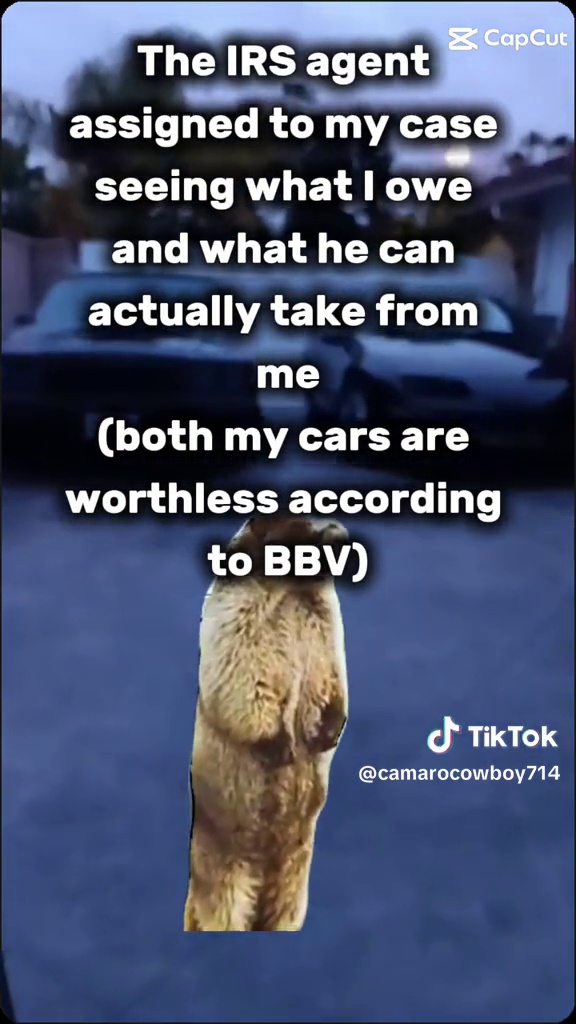 CapCut
The IRS agent
assigned to my case
seeing what I owe
and what he can
actually take from
me
(both my cars are
worthless according
to BBV)
TikTok
@camarocowboy714